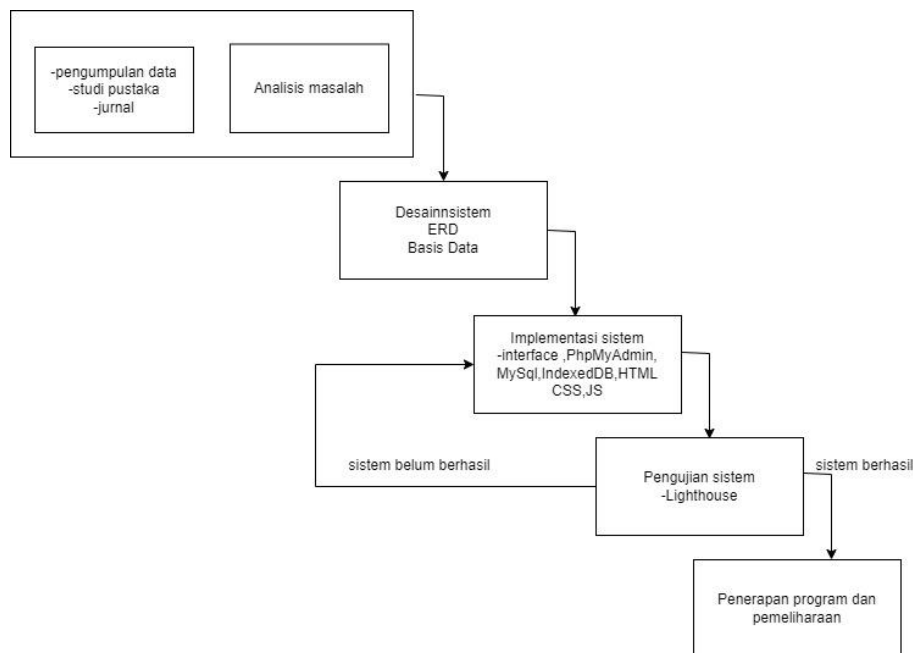 -pengumpulan data
-studi pustaka
-jurnal
Analisis masalah
Desainnsistem
ERD
Basis Data
Implementasi sistem
-interface ,PhpMyAdmin,
MySql,IndexedDB,HTML
CSS,JS
sistem belum berhasil
Pengujian sistem
-Lighthouse
sistem berhasil
Penerapan program dan
pemeliharaan